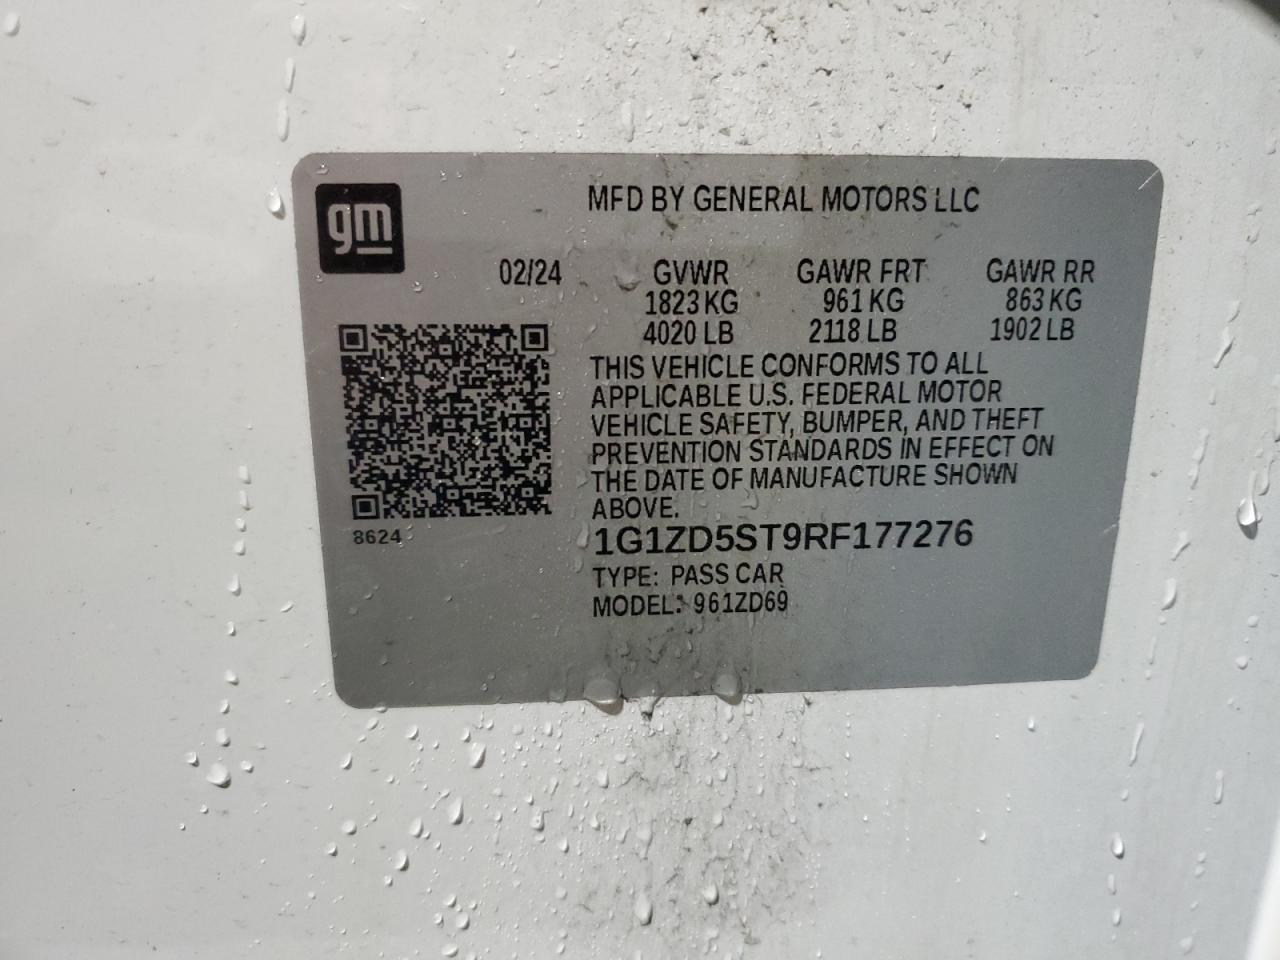 gm
MFD BY GENERAL MOTORS LLC
02/24 GVWR GAWR FRT GAWR RR
1823 KG 961 KG 863 KG
4020 LB 2118 LB 1902 LB
THIS VEHICLE CONFORMS TO ALL
APPLICABLE U.S. FEDERAL MOTOR
VEHICLE SAFETY, BUMPER, AND THEFT
PREVENTION STANDARDS IN EFFECT ON
THE DATE OF MANUFACTURE SHOWN
ABOVE.
8624
1G1ZD5ST9RF177276
TYPE: PASS CAR
MODEL: 961ZD69